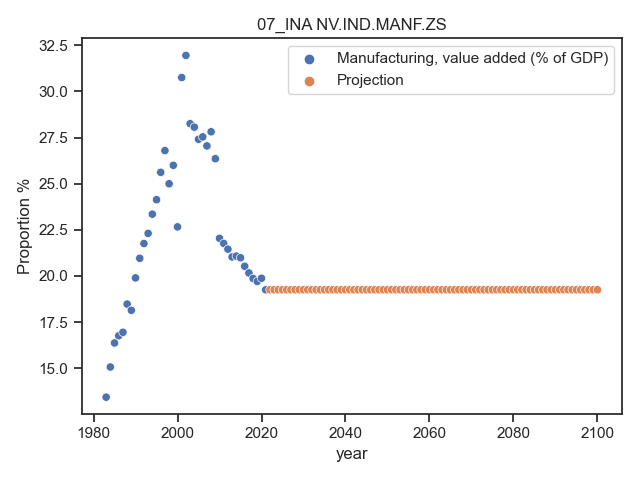 07_INA NV.IND.MANF.ZS
Manufacturing, value added (% of GDP)
Projection
Proportion %
32.5
30.0
27.5
25.0
22.5
20.0
17.5
15.0
1980 2000 2020 2040 2060 2080 2100
year